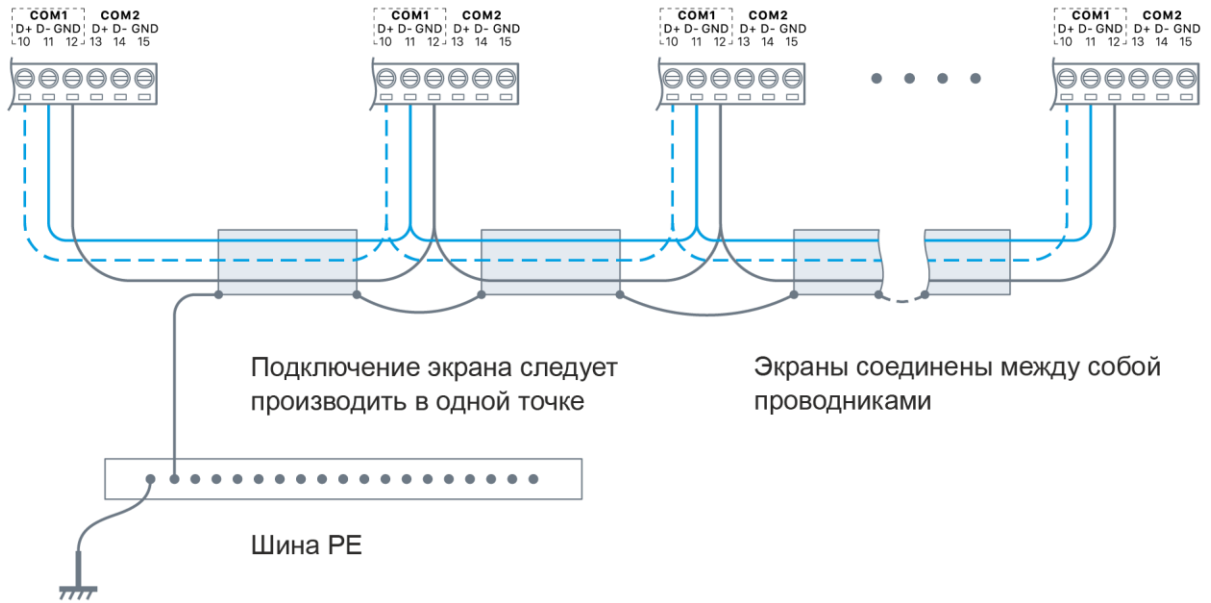 COM1 COM2 COM1 COM2 COM1 COM2 COM1 COM2
D+ D- GND D+ D- GND D+ D- GND D+ D- GND D+ D- GND D+ D- GND D+ D- GND D+ D- GND
10 11 12 13 14 15 10 11 12 13 14 15 10 11 12 13 14 15 10 11 12 13 14 15
Подключение экрана следует
производить в одной точке
Экраны соединены между собой
проводниками
Шина PE